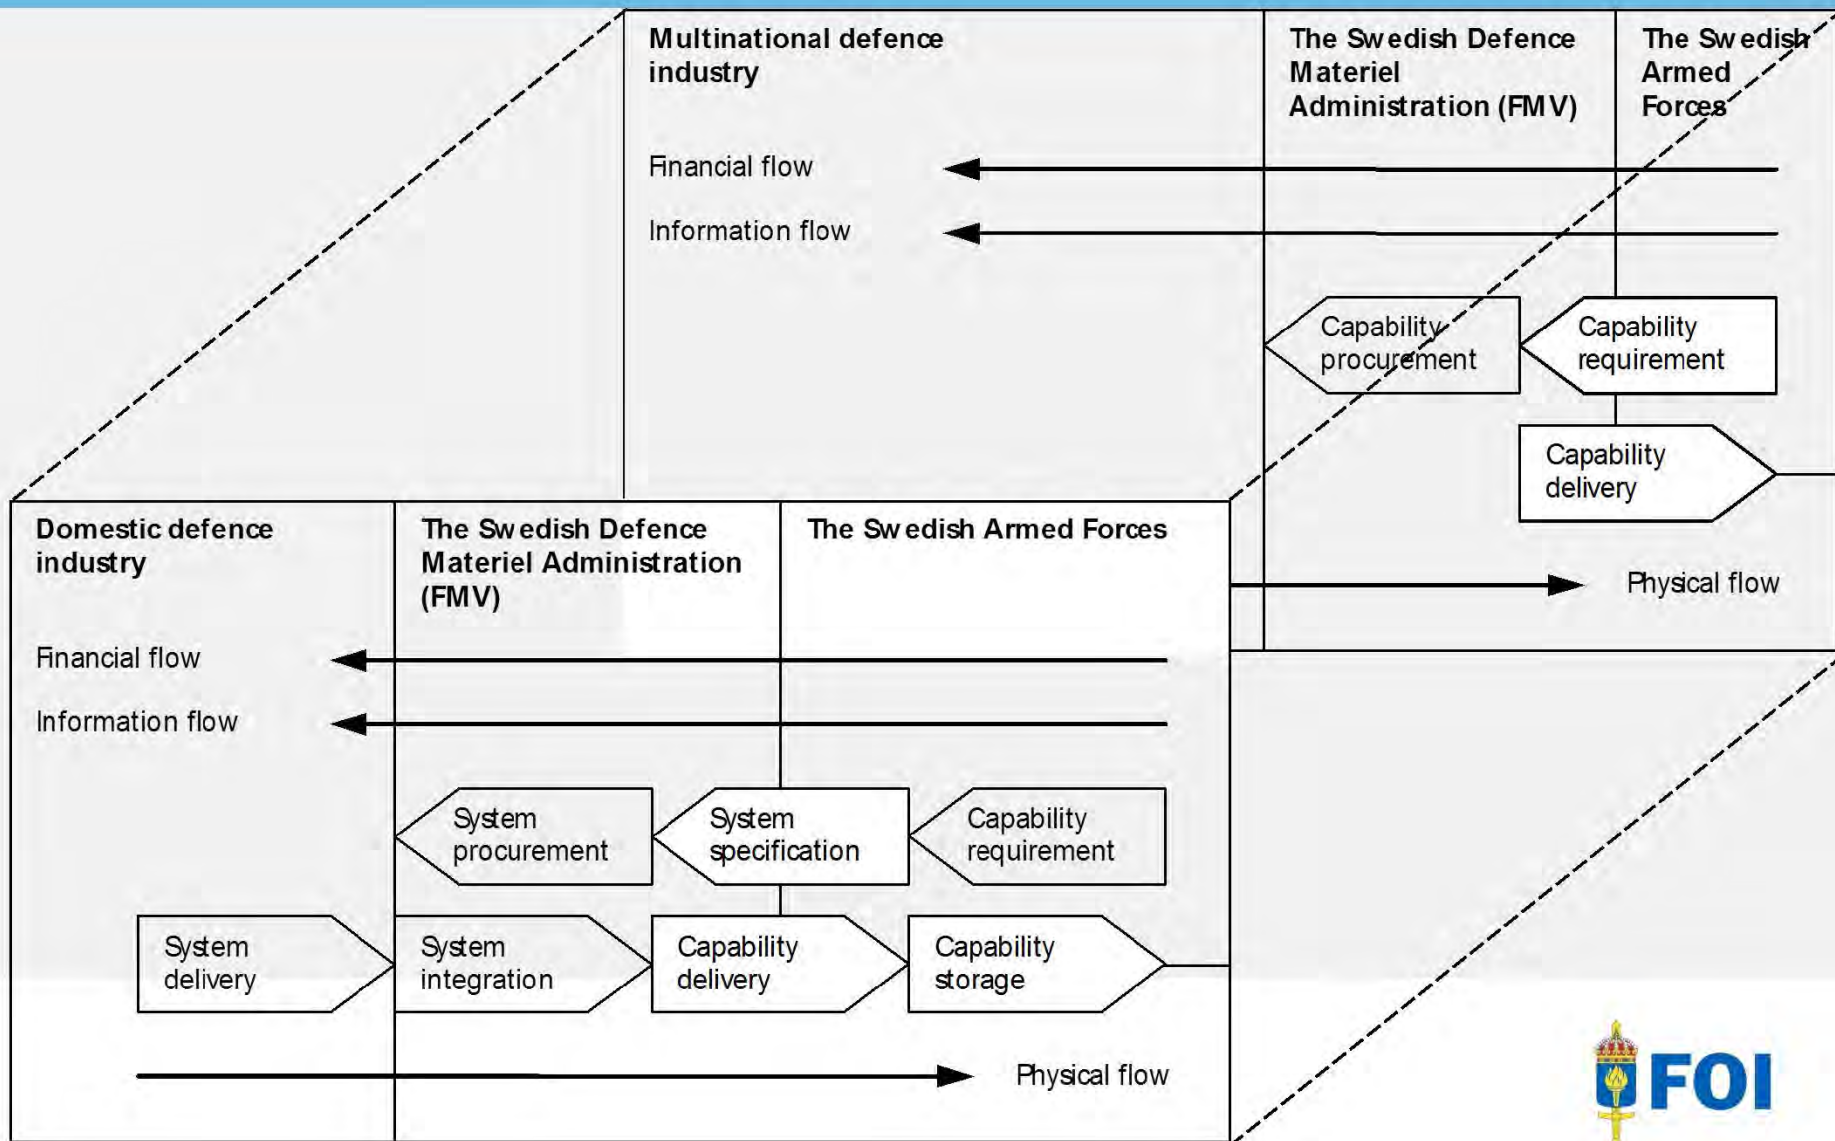 Multinational defence
industry
The Swedish Defence
Materiel
Administration (FMV)
The Swedish
Armed
Forces
Financial flow
Information flow
Capability
procurement
Capability
requirement
Capability
delivery
Physical flow
Domestic defence
industry
The Swedish Defence
Materiel Administration
(FMV)
The Swedish Armed Forces
Financial flow
Information flow
System
procurement
System
specification
Capability
requirement
System
delivery
System
integration
Capability
delivery
Capability
storage
Physical flow
FOI